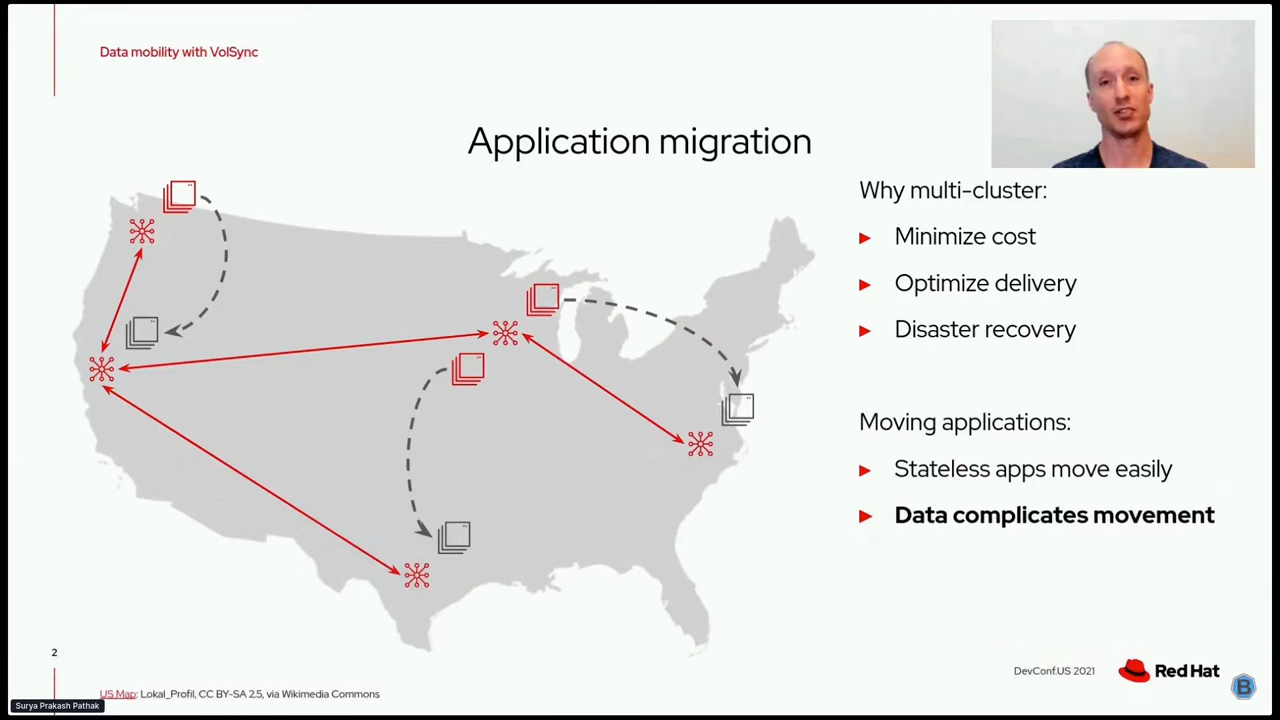 Data mobility with VolSync
Application migration
Why multi-cluster:
Minimize cost
Optimize delivery
Disaster recovery
Moving applications:
Stateless apps move easily
Data complicates movement
2
DevConf.US 2021
Red Hat
US Map: Lokal_Profil, CC BY-SA 2.5, via Wikimedia Commons
Surya Prakash Pathak
B